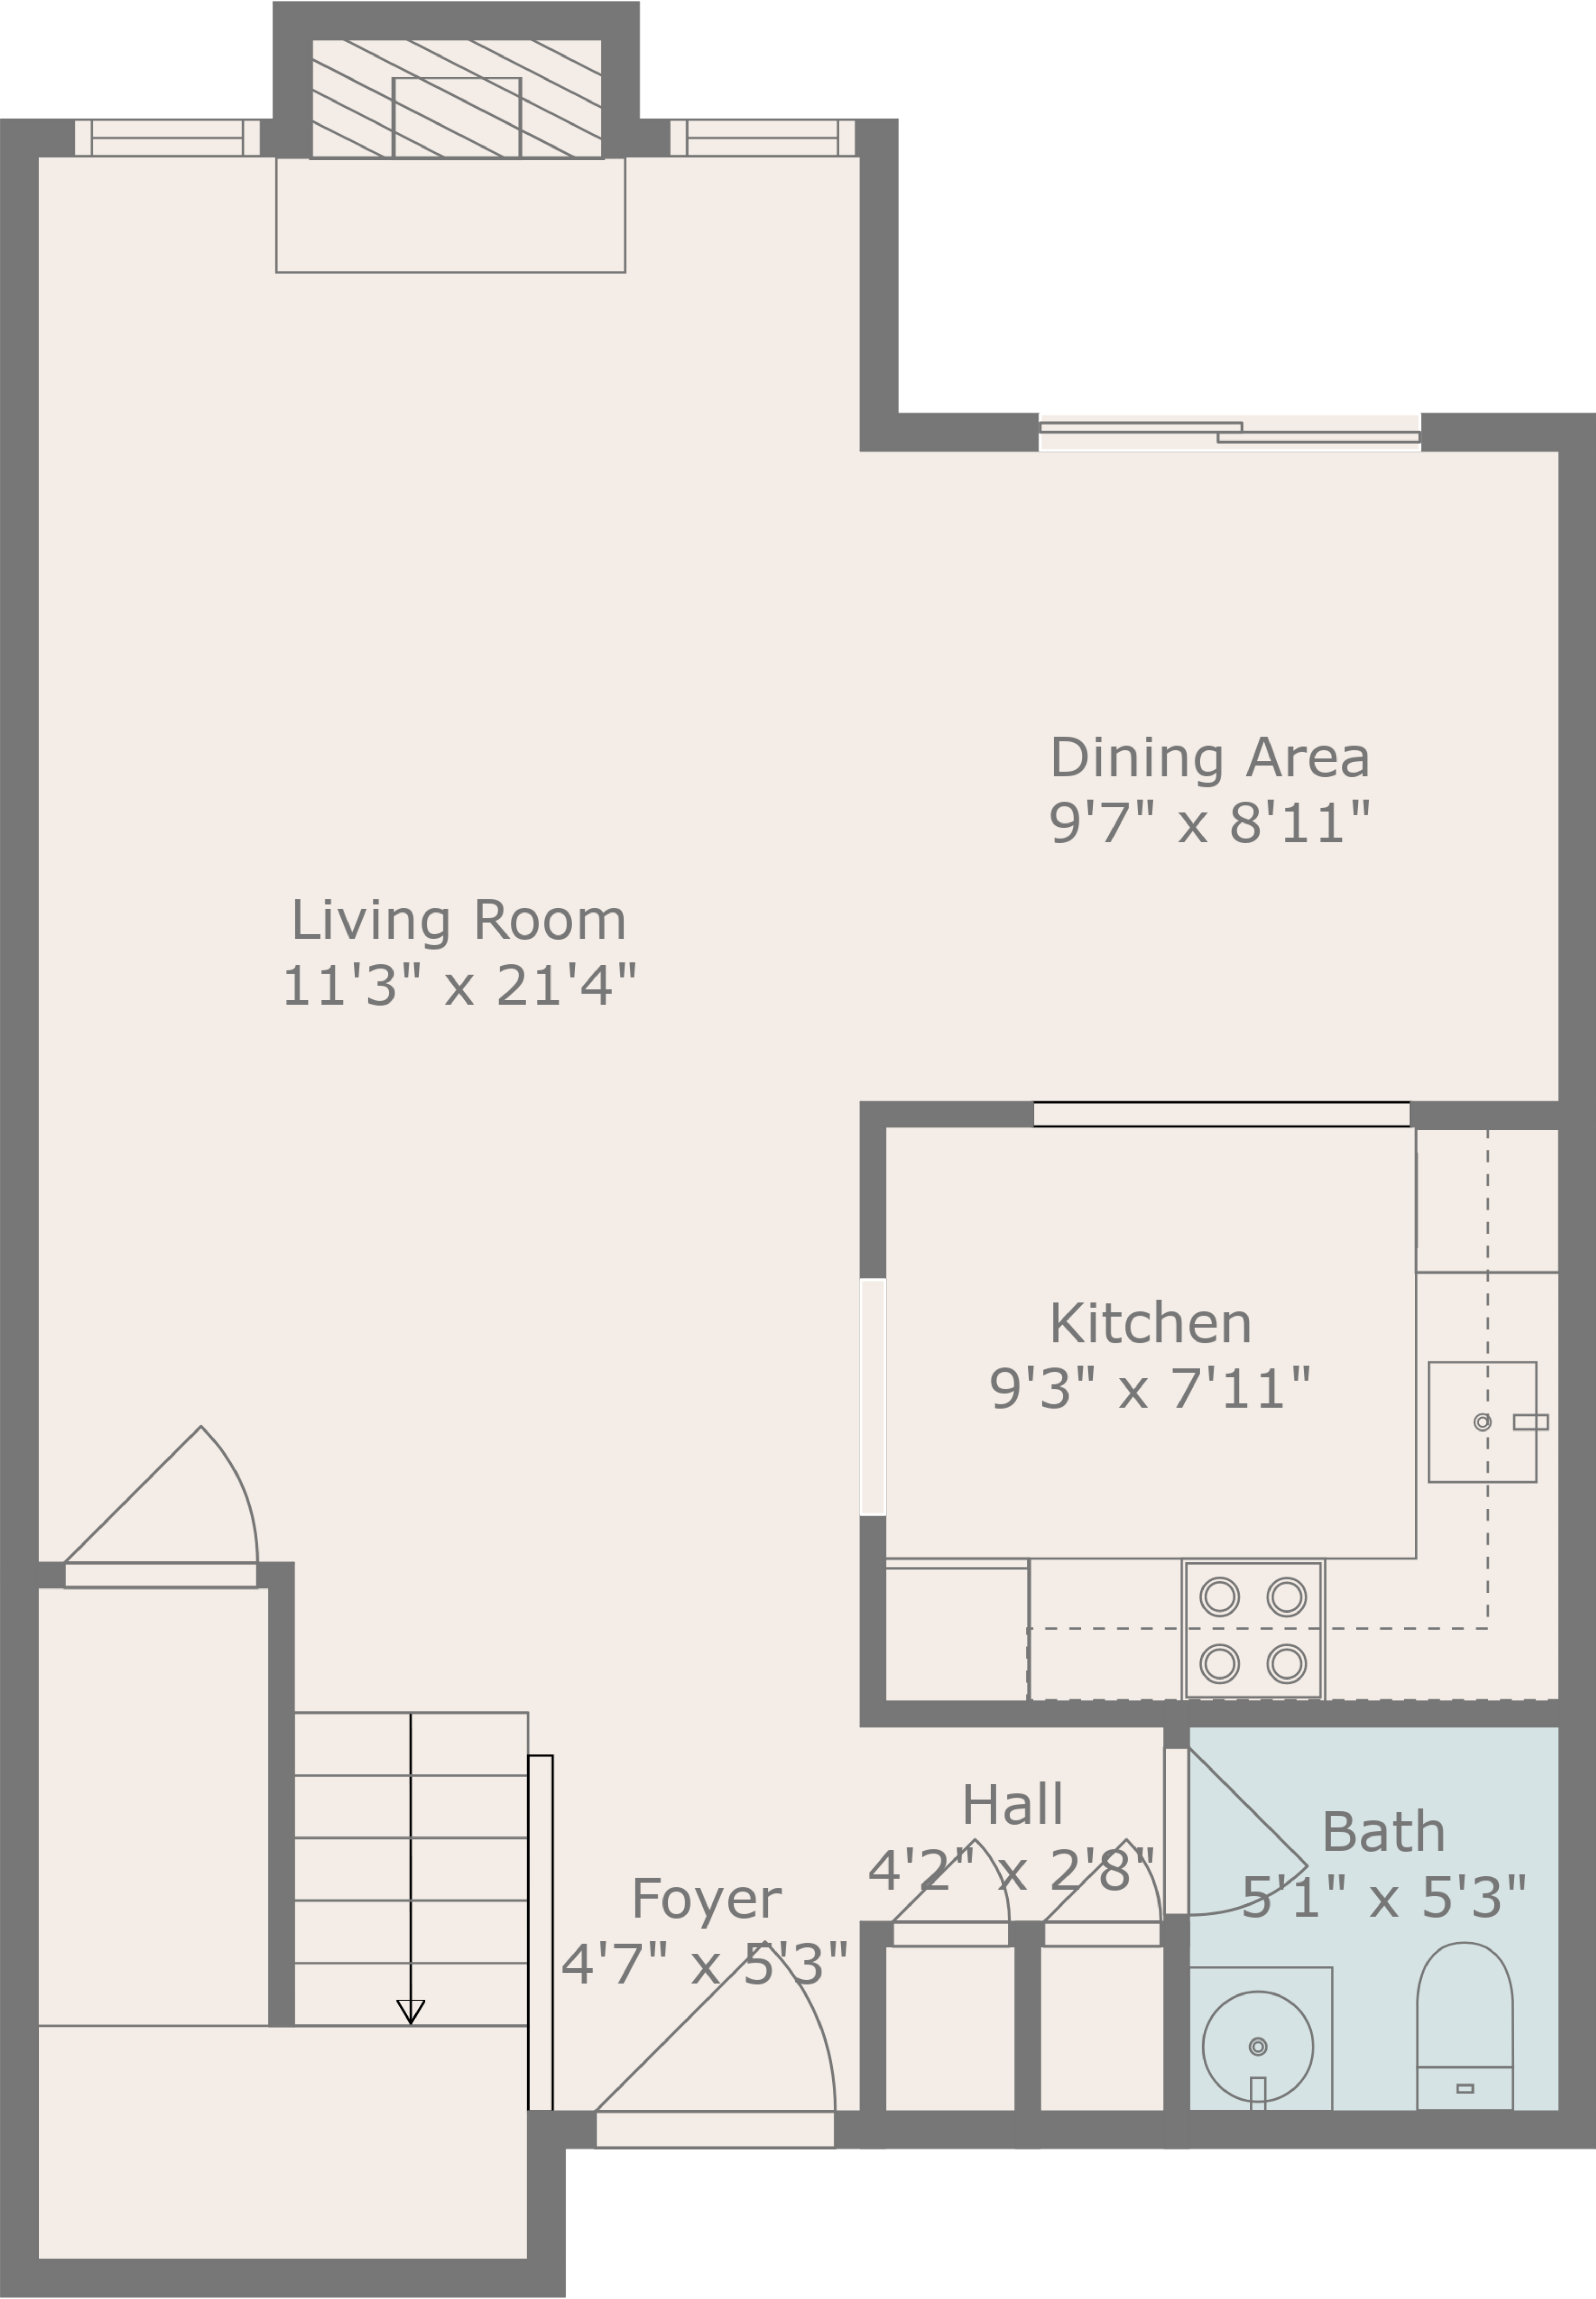 Dining Area
9'7" x 8'11"
Living Room
11'3" x 21'4"
Kitchen
9'3" x 7'11"
Hall
4'2" x 2'8"
Bath
5'1" x 5'3"
Foyer
4'7" x 5'3"